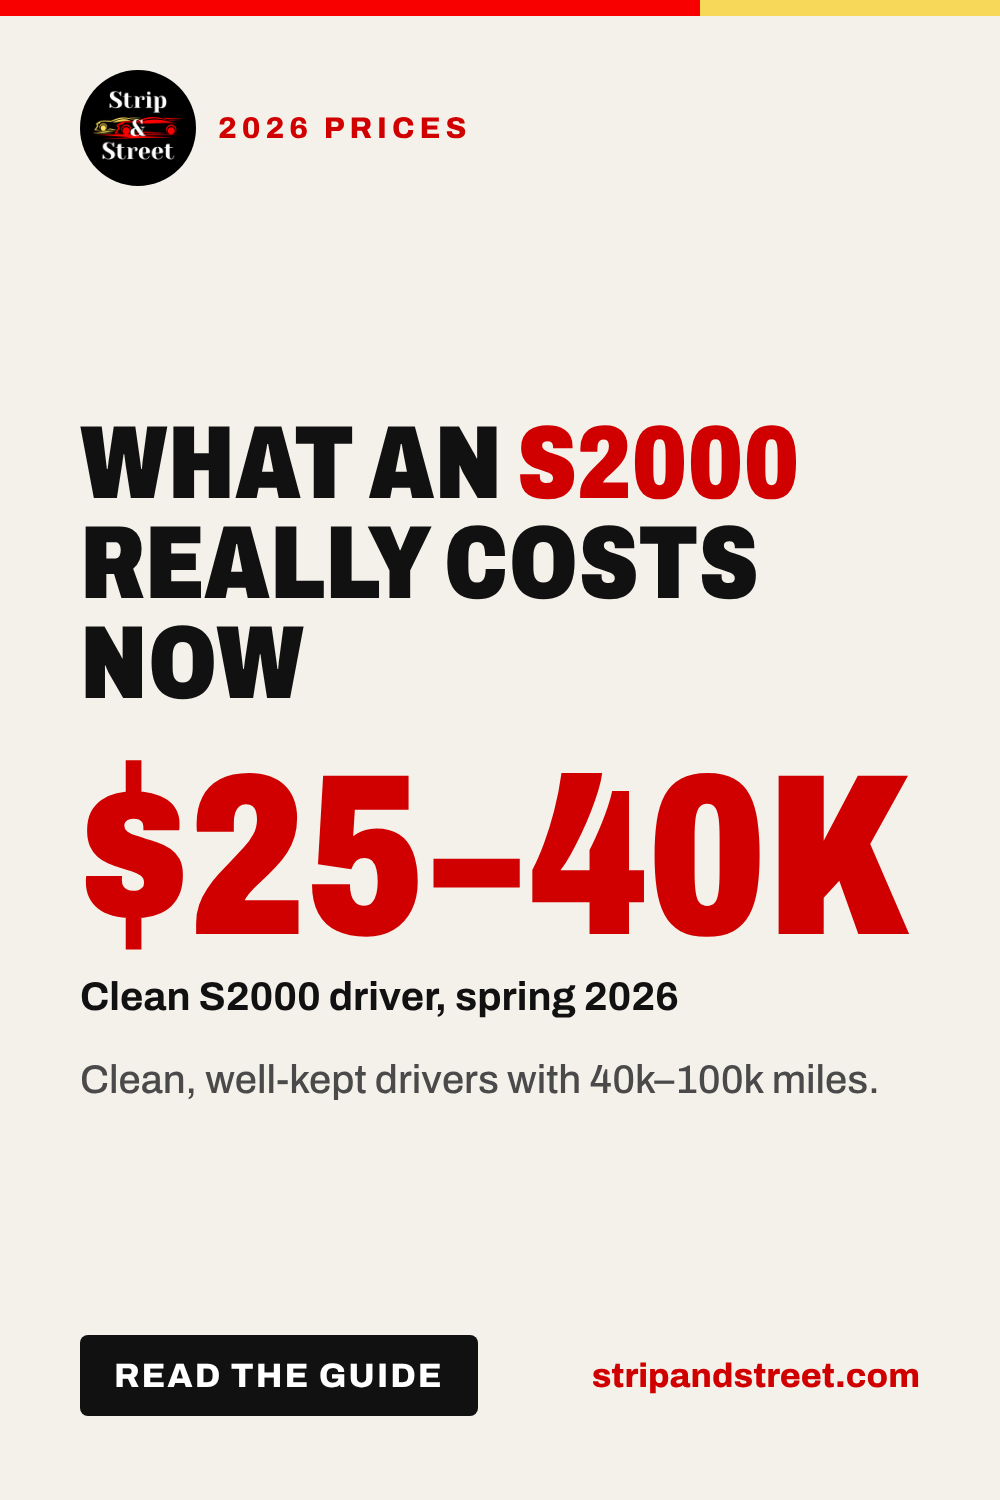 Strip
&
Street
2026 PRICES
WHAT AN S2000
REALLY COSTS
NOW
$25–40K
Clean S2000 driver, spring 2026
Clean, well-kept drivers with 40k–100k miles.
READ THE GUIDE
stripandstreet.com